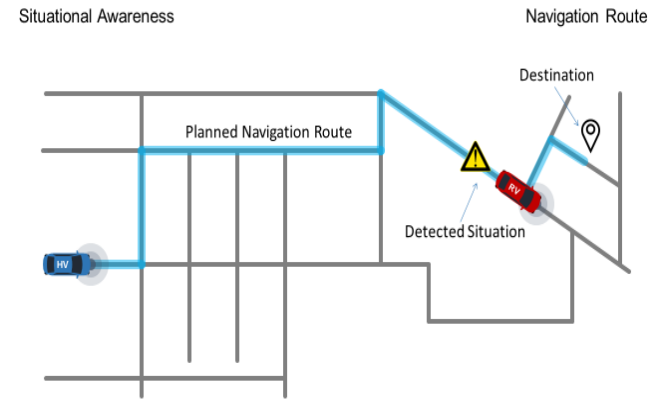 Situational Awareness
Navigation Route
Destination
Planned Navigation Route
RV
Detected Situation
HV